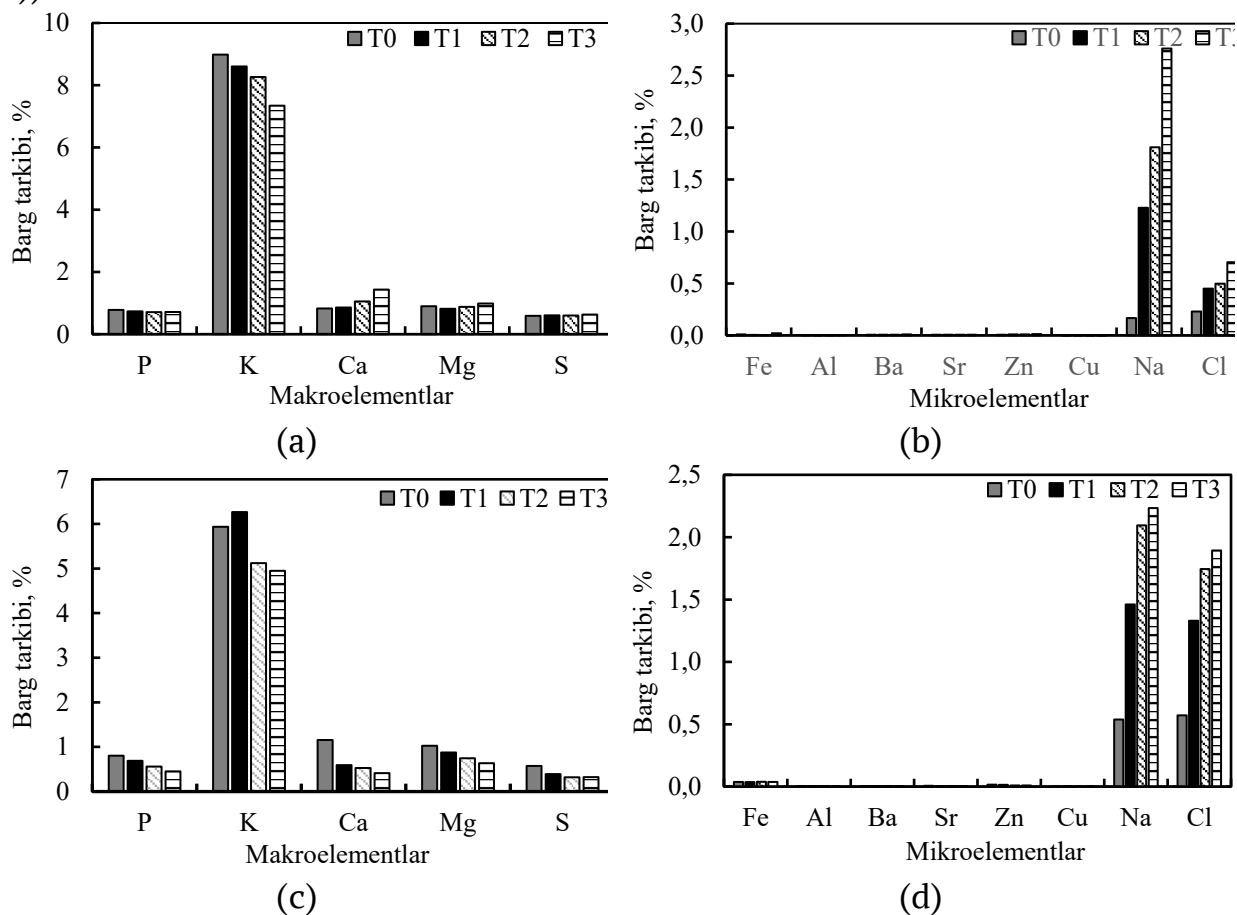 ),
10
8
6
4
2
0
Barg tarkibi, %
T0 T1 T2 T3
P K Ca Mg S
Makroelementlar
(a)
3,0
2,5
2,0
1,5
1,0
0,5
0,0
Barg tarkibi, %
T0 T1 T2 T3
Fe Al Ba Sr Zn Cu Na Cl
Mikroelementlar
(b)
7
6
5
4
3
2
1
0
Barg tarkibi, %
T0 T1 T2 T3
P K Ca Mg S
Makroelementlar
(c)
2,5
2,0
1,5
1,0
0,5
0,0
Barg tarkibi, %
T0 T1 T2 T3
Fe Al Ba Sr Zn Cu Na Cl
Mikroelementlar
(d)